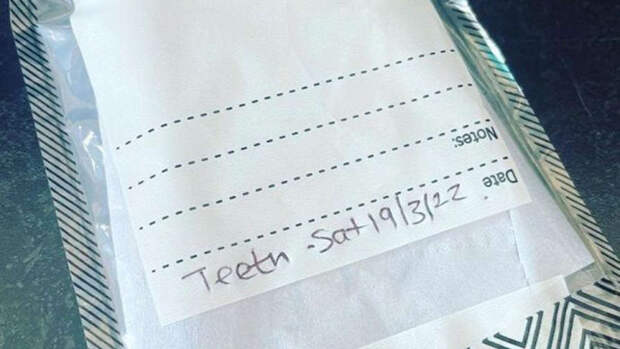 Teeth - Sat 19/3/22
Date
Notes: